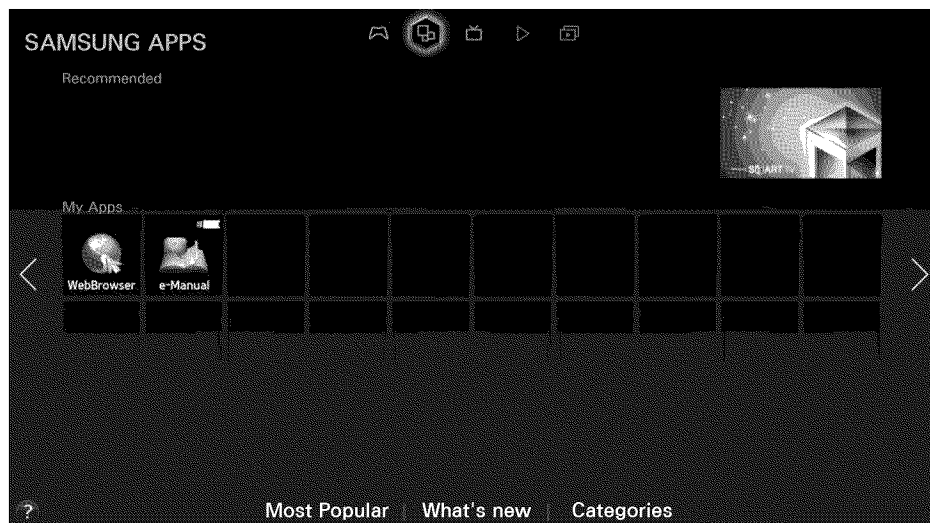 SAMSUNG APPS
Recommended
My Apps
WebBrowser
e-Manual
?
Most Popular | What's new | Categories